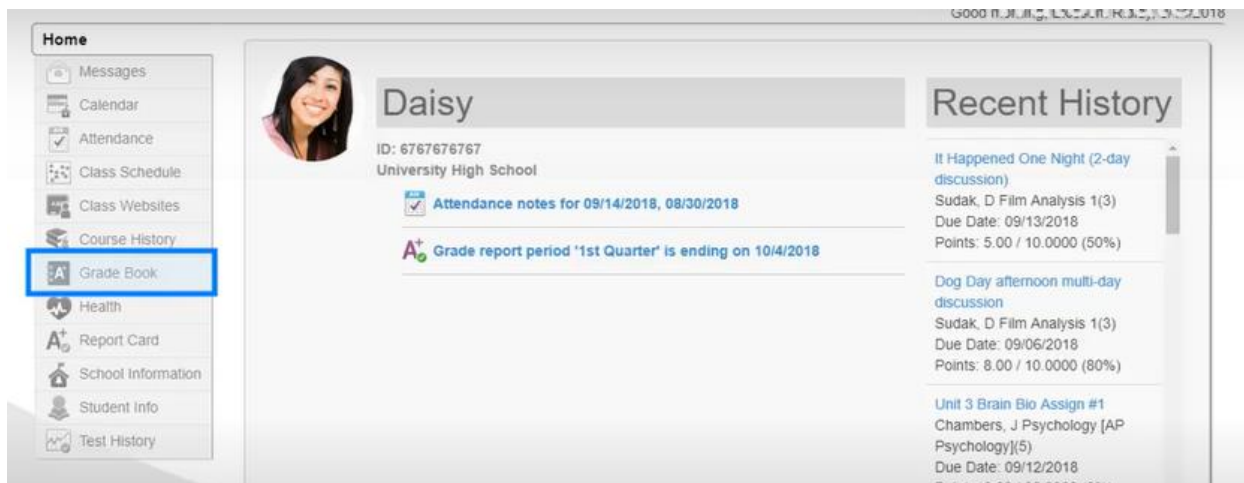 Good
2018
Home
Messages
Calendar
Attendance
Class Schedule
Class Websites
Course History
Grade Book
Health
Report Card
School Information
Student Info
Test History
Daisy
ID: 6767676767
University High School
Attendance notes for 09/14/2018, 08/30/2018
Grade report period '1st Quarter' is ending on 10/4/2018
Recent History
It Happened One Night (2-day
discussion)
Sudak, D Film Analysis 1(3)
Due Date: 09/13/2018
Points: 5.00 / 10.0000 (50%)
Dog Day afternoon multi-day
discussion
Sudak, D Film Analysis 1(3)
Due Date: 09/06/2018
Points: 8.00 / 10.0000 (80%)
Unit 3 Brain Bio Assign #1
Chambers, J Psychology [AP
Psychology](5)
Due Date: 09/12/2018